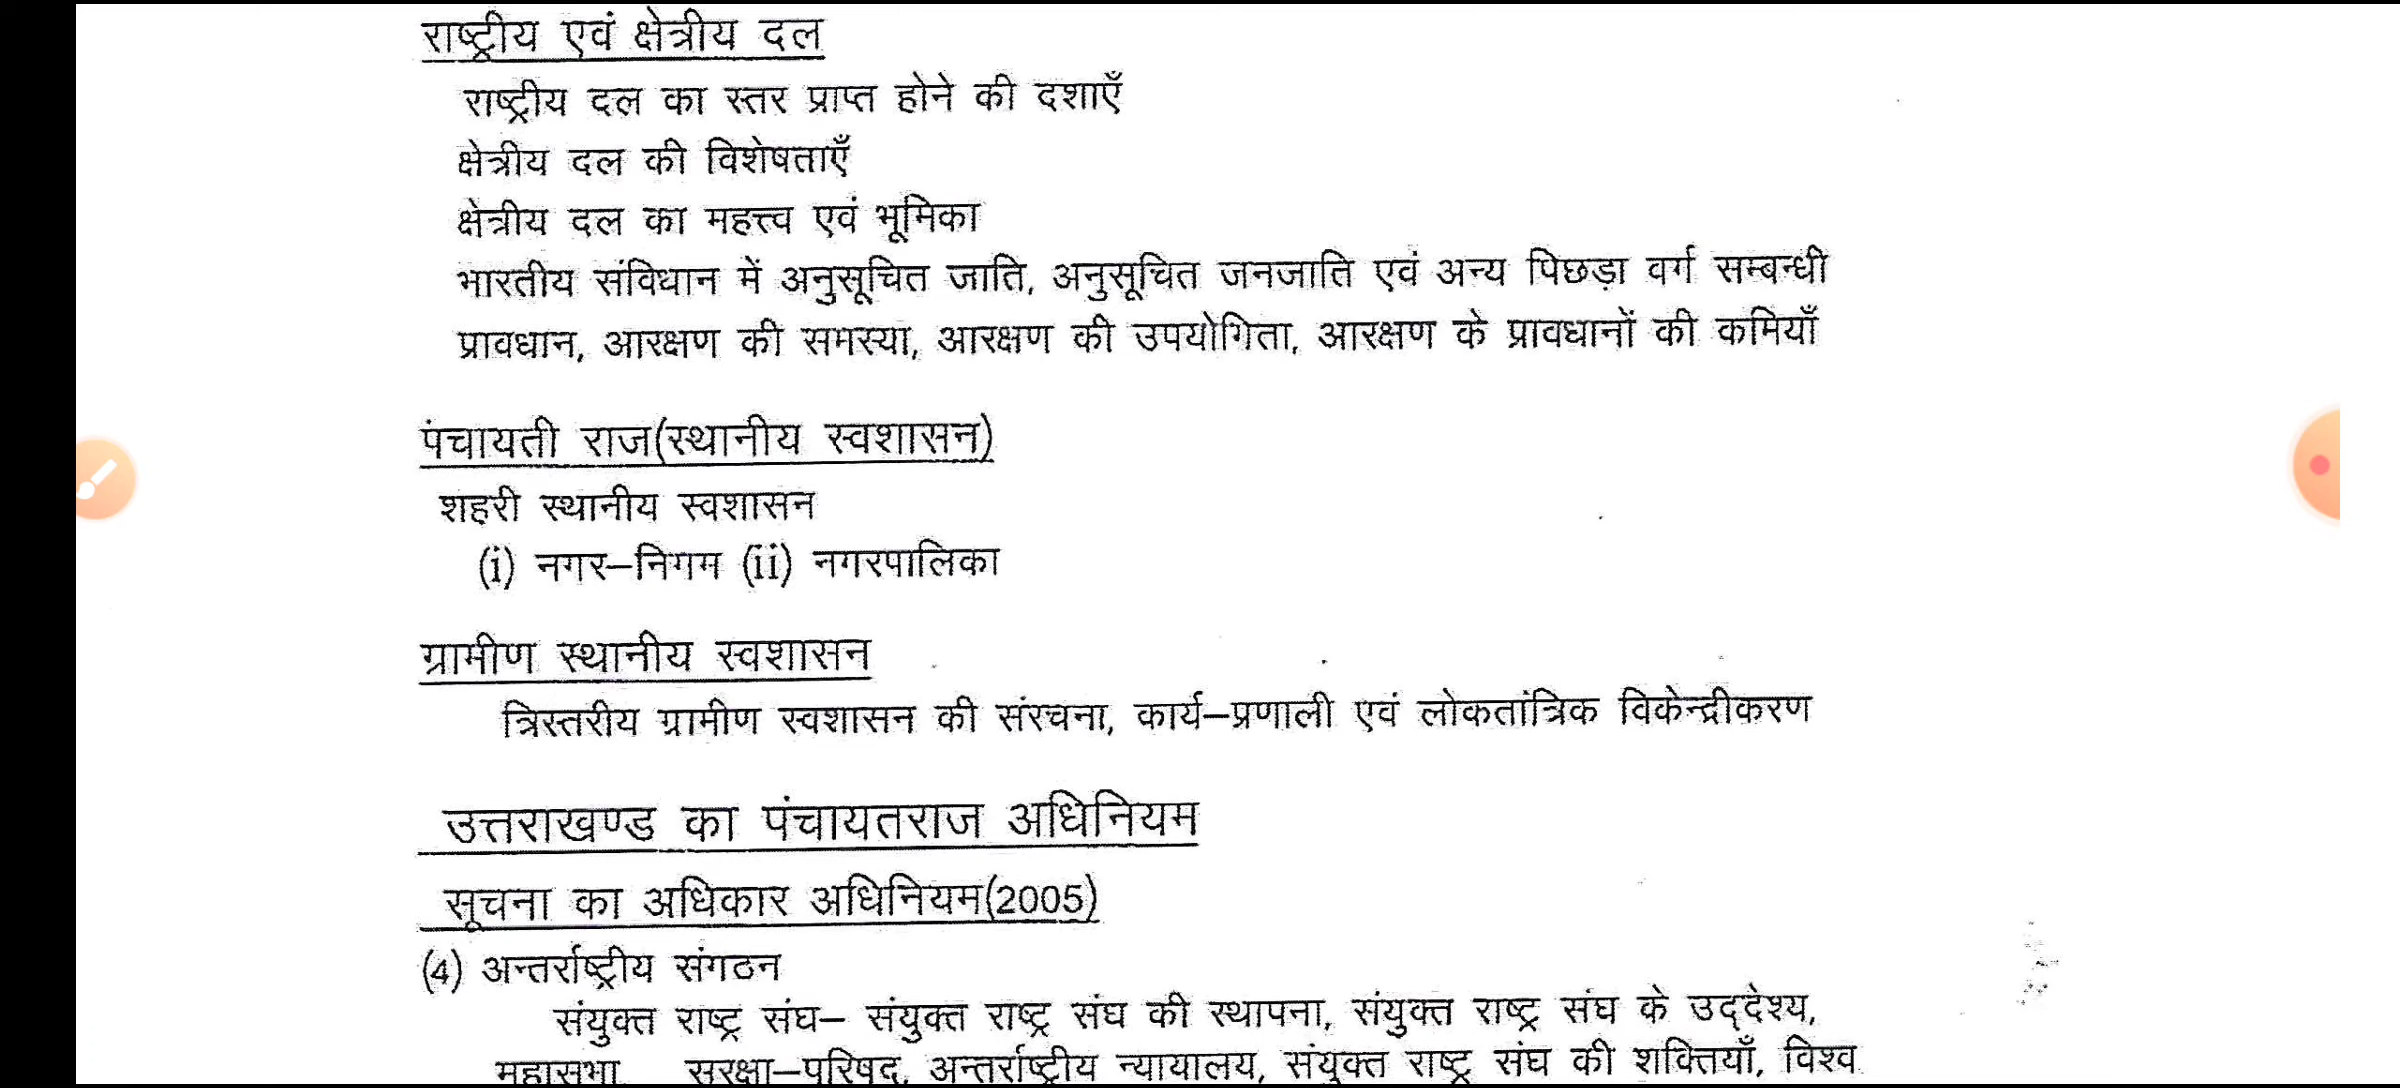 राष्ट्रीय एवं क्षेत्रीय दल
राष्ट्रीय दल का स्तर प्राप्त होने की दशाएँ
क्षेत्रीय दल की विशेषताएँ
क्षेत्रीय दल का महत्त्व एवं भूमिका
भारतीय संविधान में अनुसूचित जाति, अनुसूचित जनजाति एवं अन्य पिछड़ा वर्ग सम्बन्धी
प्रावधान, आरक्षण की समस्या, आरक्षण की उपयोगिता, आरक्षण के प्रावधानों की कमियाँ
पंचायती राज(स्थानीय स्वशासन)
शहरी स्थानीय स्वशासन
(i) नगर–निगम (ii) नगरपालिका
ग्रामीण स्थानीय स्वशासन
त्रिस्तरीय ग्रामीण स्वशासन की संरचना, कार्य–प्रणाली एवं लोकतांत्रिक विकेन्द्रीकरण
उत्तराखण्ड का पंचायतराज अधिनियम
सूचना का अधिकार अधिनियम(2005)
(4) अन्तर्राष्ट्रीय संगठन
संयुक्त राष्ट्र संघ– संयुक्त राष्ट्र संघ की स्थापना, संयुक्त राष्ट्र संघ के उद्देश्य,
महासभा सुरक्षा–परिषद, अन्तर्राष्ट्रीय न्यायालय, संयुक्त राष्ट्र संघ की शक्तियाँ, विश्व